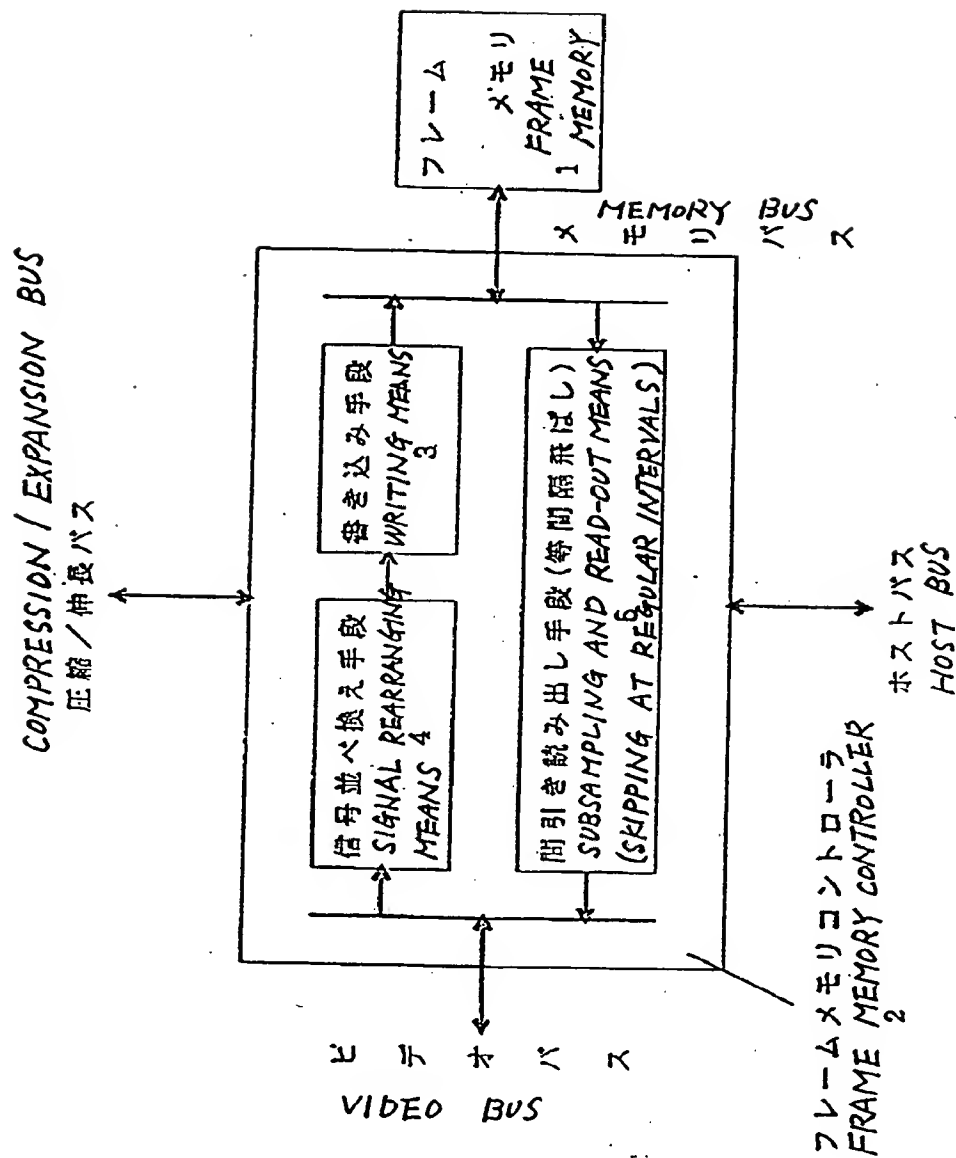 COMPRESSION / EXPANSION BUS
圧縮／伸長バス
フレーム
メモリ
FRAME
1 MEMORY
MEMORY BUS
メモリバス
信号並べ換え手段
SIGNAL REARRANGING
MEANS 4
書き込み手段
WRITING MEANS
3
間引き読み出し手段(等間隔飛ばし)
SUBSAMPLING AND READ-OUT MEANS
(SKIPPING AT REGULAR INTERVALS)
ビデオバス
VIDEO BUS
ホストバス
HOST BUS
フレームメモリコントローラ
FRAME MEMORY CONTROLLER
2